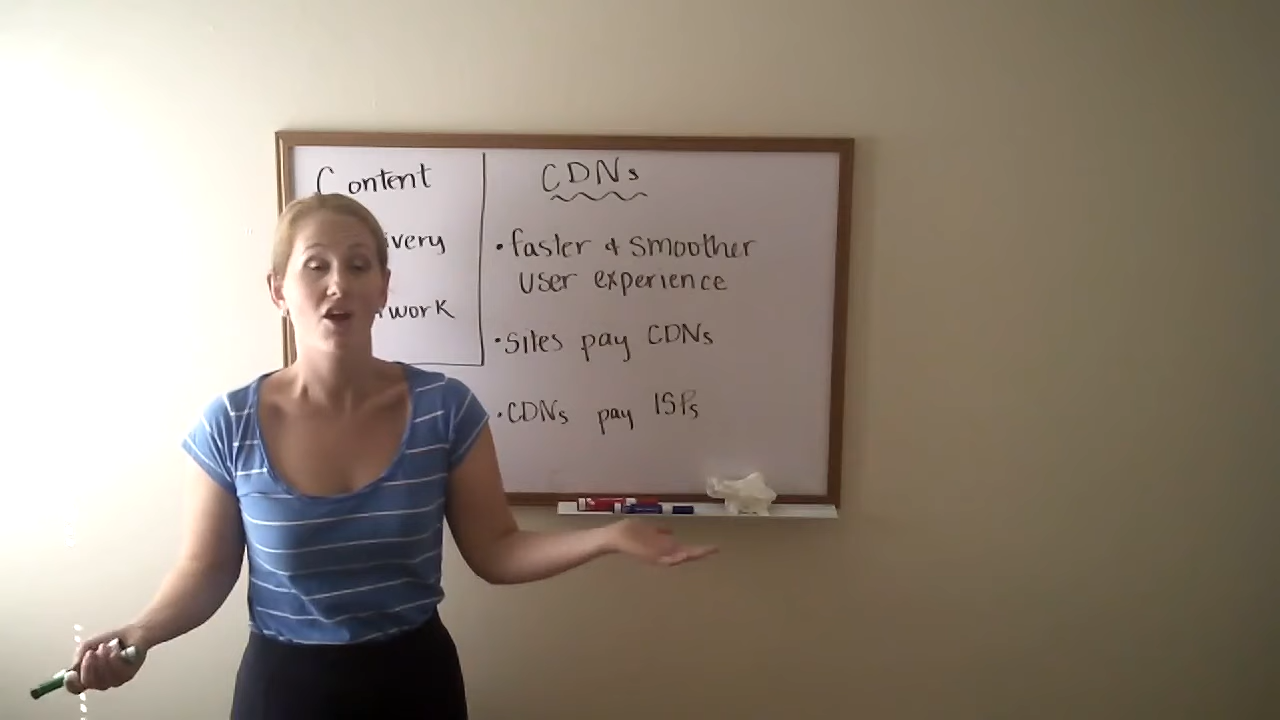 Content
ivery
work
CDNs
• faster & smoother
user experience
• Sites pay CDNs
• CDNs pay ISPs